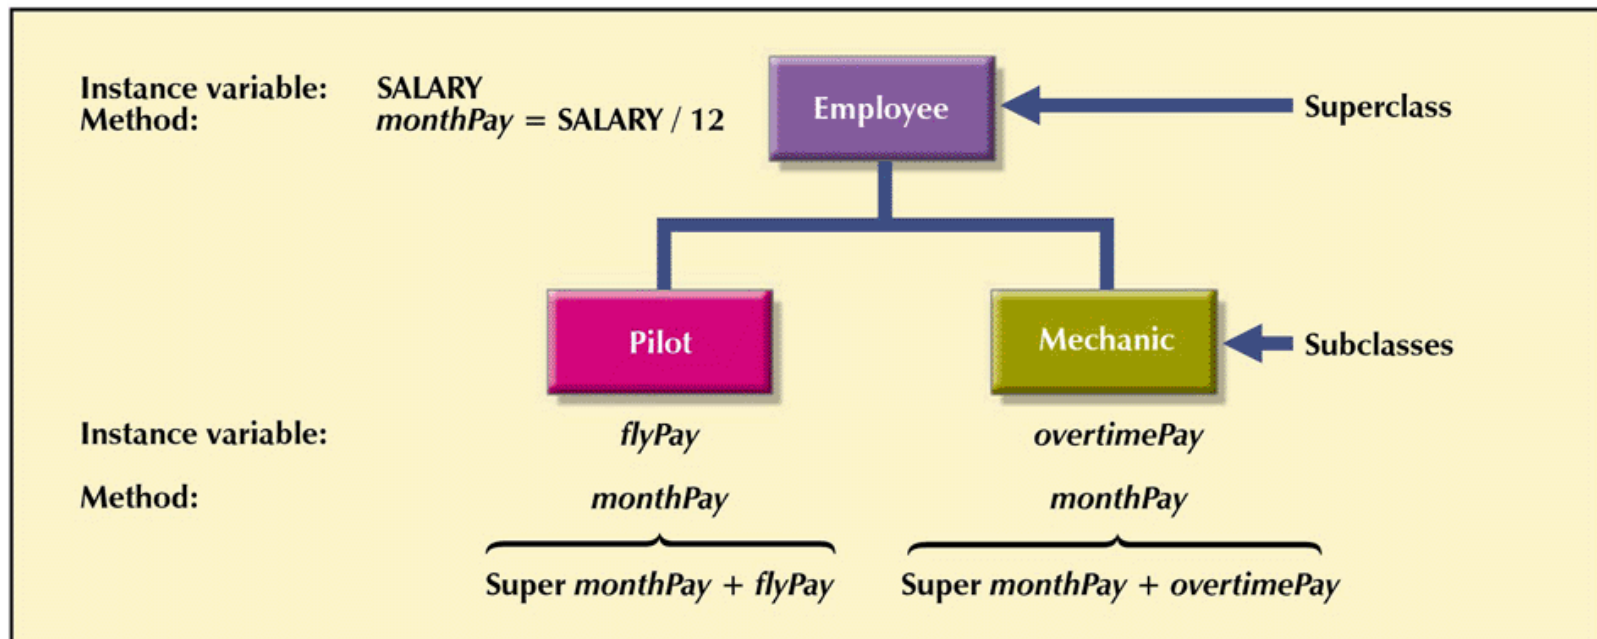 Instance variable: SALARY
Method: monthPay = SALARY / 12
Employee
Superclass
Pilot
Mechanic
Subclasses
Instance variable: flyPay overtimePay
Method: monthPay monthPay
Super monthPay + flyPay Super monthPay + overtimePay